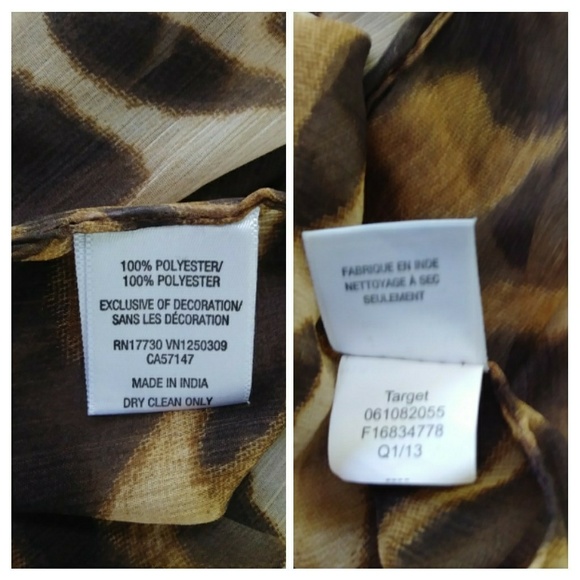 100% POLYESTER/
100% POLYESTER
EXCLUSIVE OF DECORATION/
SANS LES DÉCORATION
RN17730 VN1250309
CA57147
MADE IN INDIA
DRY CLEAN ONLY
FABRIQUE EN INDE
NETTOYAGE A SEC
SEULEMENT
Target
061082055
F16834778
Q1/13